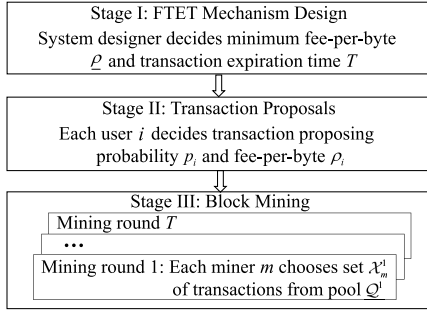 Stage I: FTET Mechanism Design
System designer decides minimum fee-per-byte
ρ and transaction expiration time T
Stage II: Transaction Proposals
Each user i decides transaction proposing
probability pᵢ and fee-per-byte ρᵢ
Stage III: Block Mining
Mining round T
...
Mining round 1: Each miner m chooses set 𝒳ₘ¹
of transactions from pool 𝒬¹